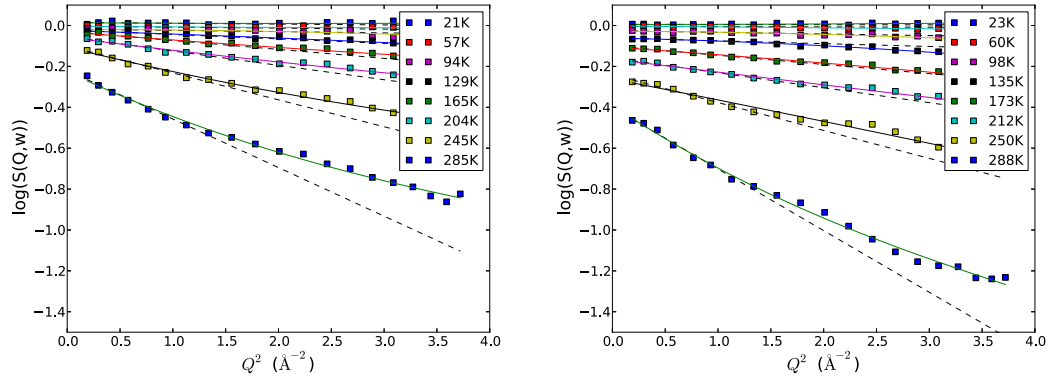 0.0
−0.2
−0.4
−0.6
−0.8
−1.0
−1.2
−1.4
log(S(Q,w))
0.0 0.5 1.0 1.5 2.0 2.5 3.0 3.5 4.0
Q² (Å⁻²)
21K
57K
94K
129K
165K
204K
245K
285K
0.0
−0.2
−0.4
−0.6
−0.8
−1.0
−1.2
−1.4
log(S(Q,w))
0.0 0.5 1.0 1.5 2.0 2.5 3.0 3.5 4.0
Q² (Å⁻²)
23K
60K
98K
135K
173K
212K
250K
288K